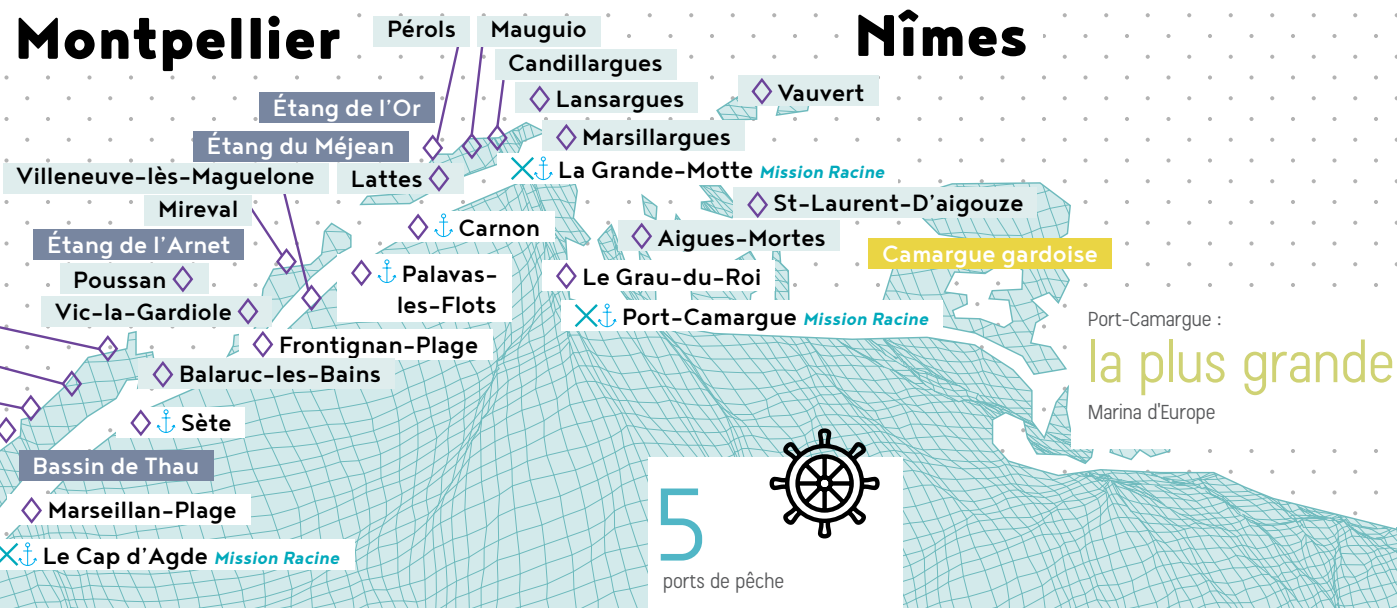 Montpellier
Pérols
Mauguio
Nîmes
Candillargues
Étang de l'Or
Lansargues
Vauvert
Étang du Méjean
Marsillargues
Villeneuve-lès-Maguelone
Lattes
La Grande-Motte Mission Racine
Mireval
St-Laurent-D'aigouze
Étang de l'Arnet
Carnon
Aigues-Mortes
Camargue gardoise
Poussan
Palavas-
les-Flots
Le Grau-du-Roi
Vic-la-Gardiole
Port-Camargue Mission Racine
Port-Camargue :
la plus grande
Marina d'Europe
Frontignan-Plage
Balaruc-les-Bains
Sète
Bassin de Thau
Marseillan-Plage
Le Cap d'Agde Mission Racine
5
ports de pêche